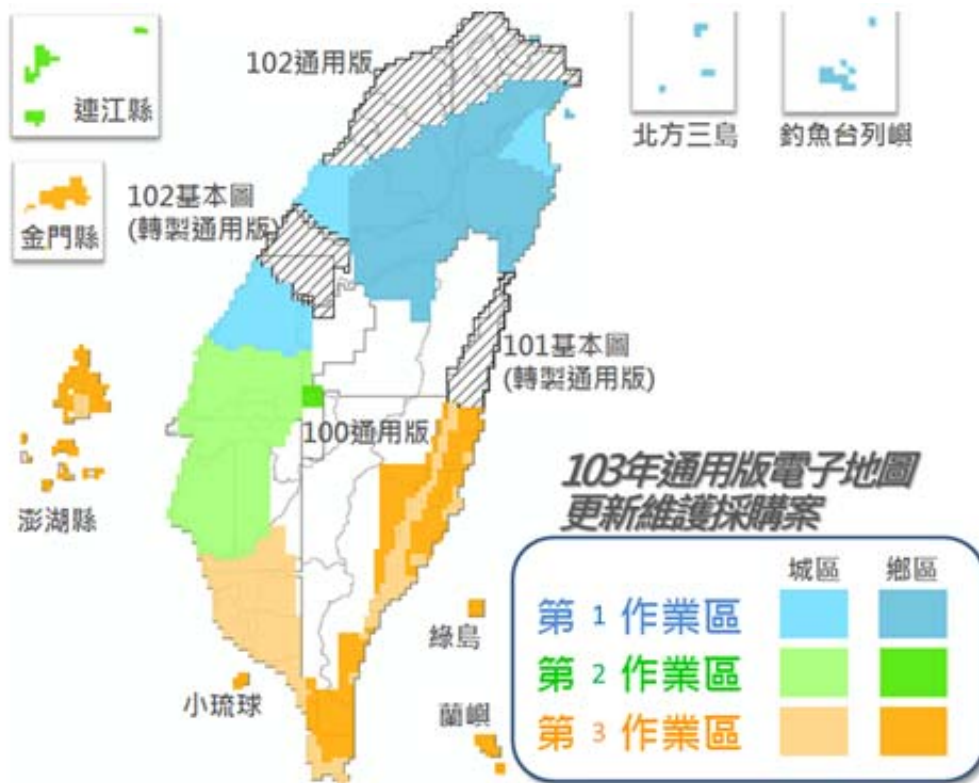 102通用版
連江縣
北方三島
釣魚台列嶼
102基本圖
(轉製通用版)
金門縣
101基本圖
(轉製通用版)
100通用版
澎湖縣
103年通用版電子地圖
更新維護採購案
城區 鄉區
第 1 作業區
第 2 作業區
第 3 作業區
綠島
小琉球
蘭嶼